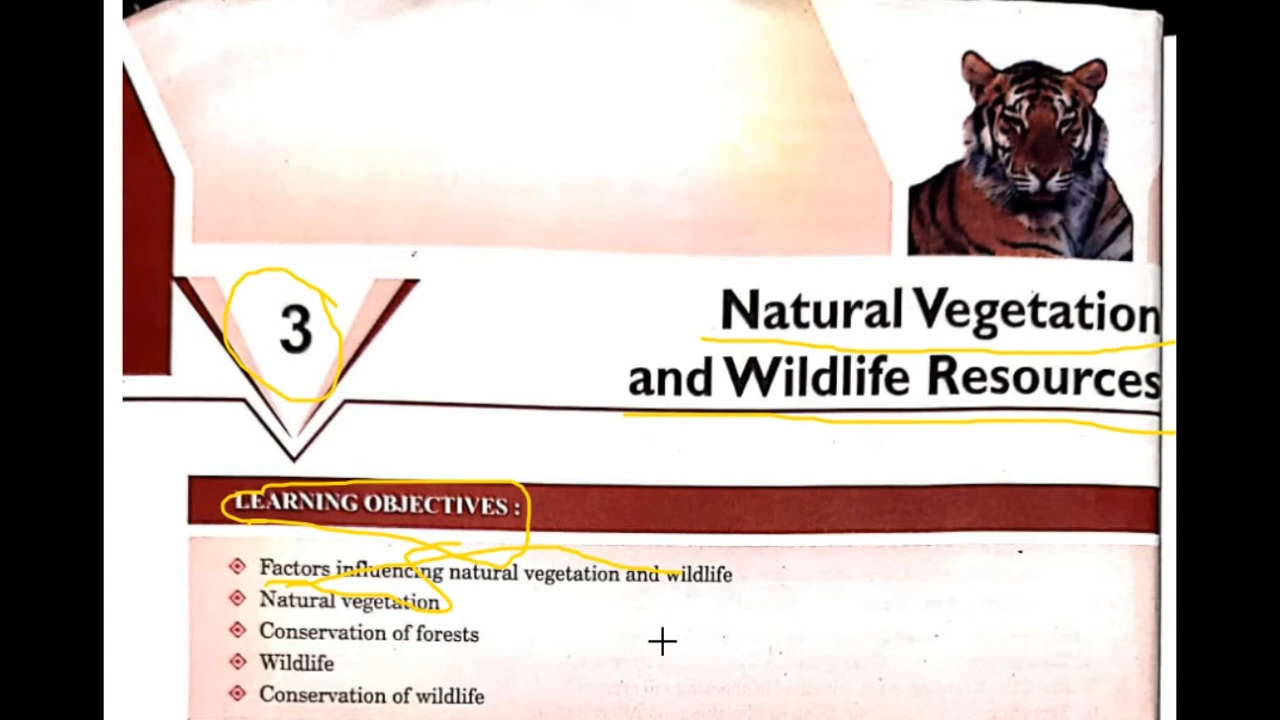 3
Natural Vegetation
and Wildlife Resources
LEARNING OBJECTIVES :
Factors influencing natural vegetation and wildlife
Natural vegetation
Conservation of forests
Wildlife
Conservation of wildlife